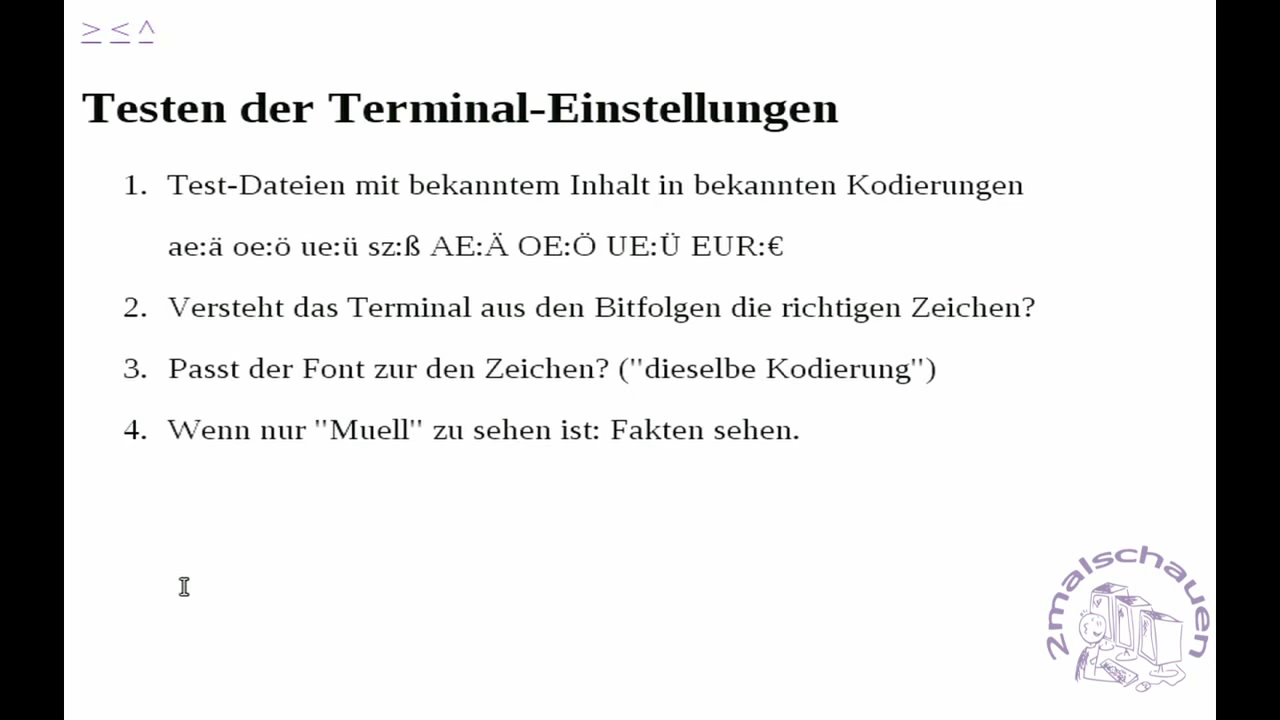 > < ^
Testen der Terminal-Einstellungen
1. Test-Dateien mit bekanntem Inhalt in bekannten Kodierungen
ae:ä oe:ö ue:ü sz:ß AE:Ä OE:Ö UE:Ü EUR:€
2. Versteht das Terminal aus den Bitfolgen die richtigen Zeichen?
3. Passt der Font zur den Zeichen? ("dieselbe Kodierung")
4. Wenn nur "Muell" zu sehen ist: Fakten sehen.
2malschauen